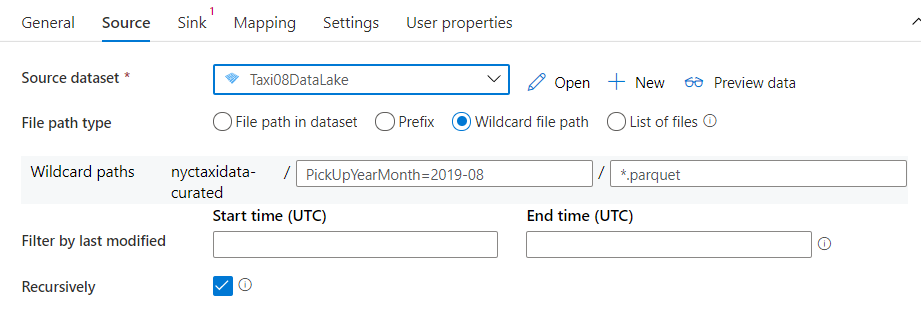 General Source Sink 1 Mapping Settings User properties
Source dataset * Taxi08DataLake Open New Preview data
File path type File path in dataset Prefix Wildcard file path List of files
Wildcard paths nyctaxidata- / PickUpYearMonth=2019-08 / *.parquet
curated
Start time (UTC) End time (UTC)
Filter by last modified
Recursively